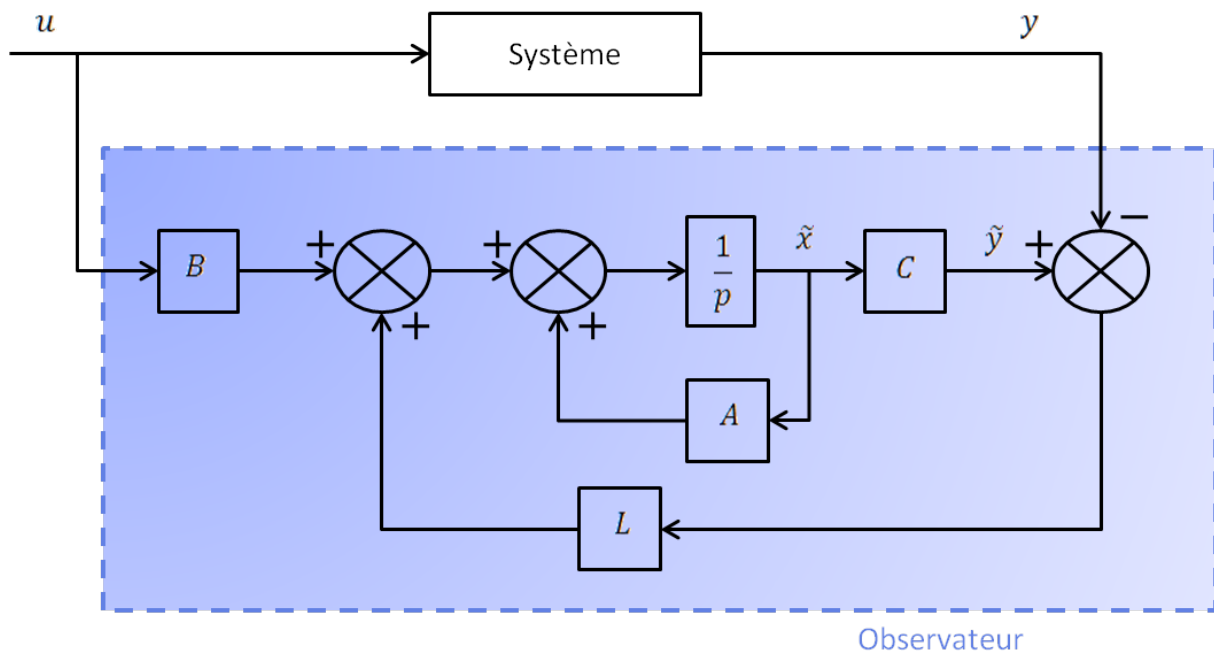 u
Système
y
−
+
B
+
+
1
p
x̃
C
ỹ
+
+
+
A
L
Observateur